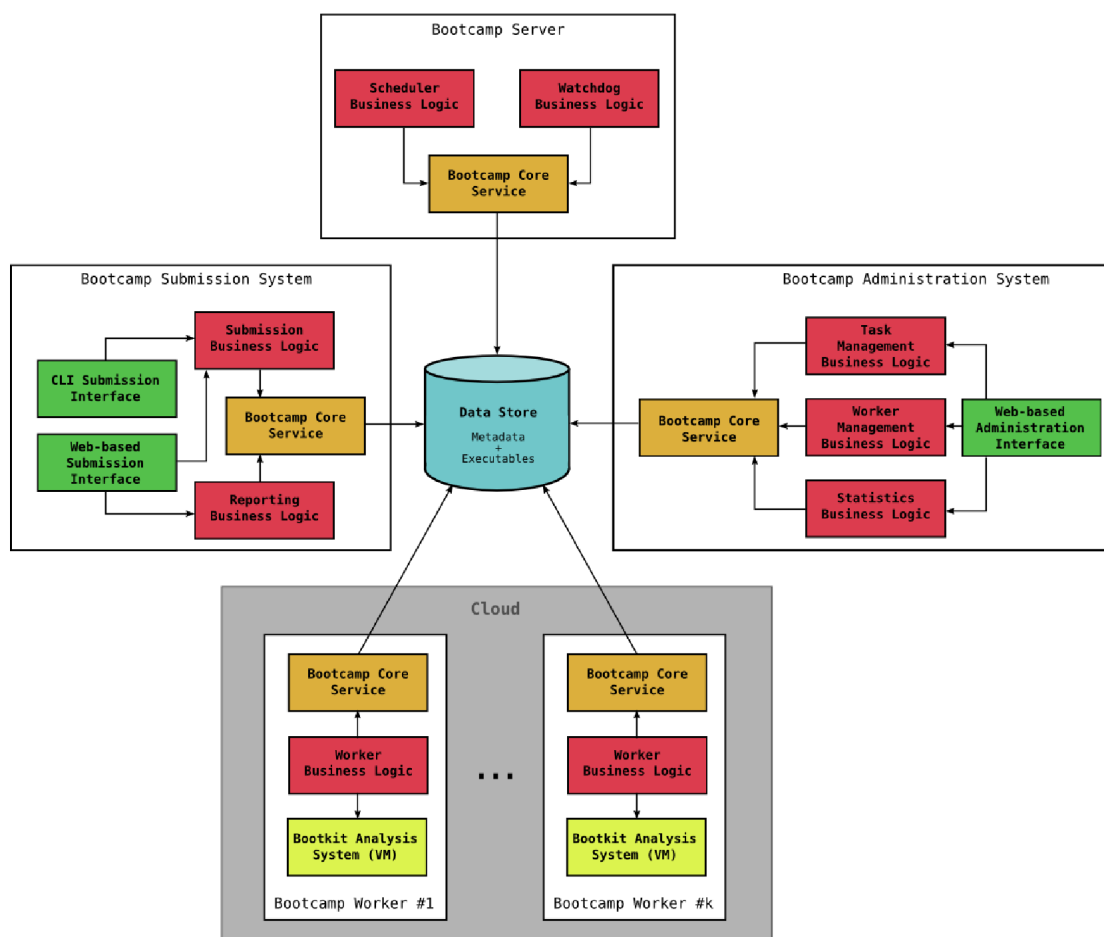 Bootcamp Server
Scheduler
Business Logic
Watchdog
Business Logic
Bootcamp Core
Service
Bootcamp Submission System
Submission
Business Logic
CLI Submission
Interface
Bootcamp Core
Service
Web-based
Submission
Interface
Reporting
Business Logic
Data Store
Metadata
+
Executables
Bootcamp Administration System
Task
Management
Business Logic
Bootcamp Core
Service
Worker
Management
Business Logic
Web-based
Administration
Interface
Statistics
Business Logic
Cloud
Bootcamp Core
Service
Worker
Business Logic
Bootkit Analysis
System (VM)
Bootcamp Worker #1
...
Bootcamp Core
Service
Worker
Business Logic
Bootkit Analysis
System (VM)
Bootcamp Worker #k